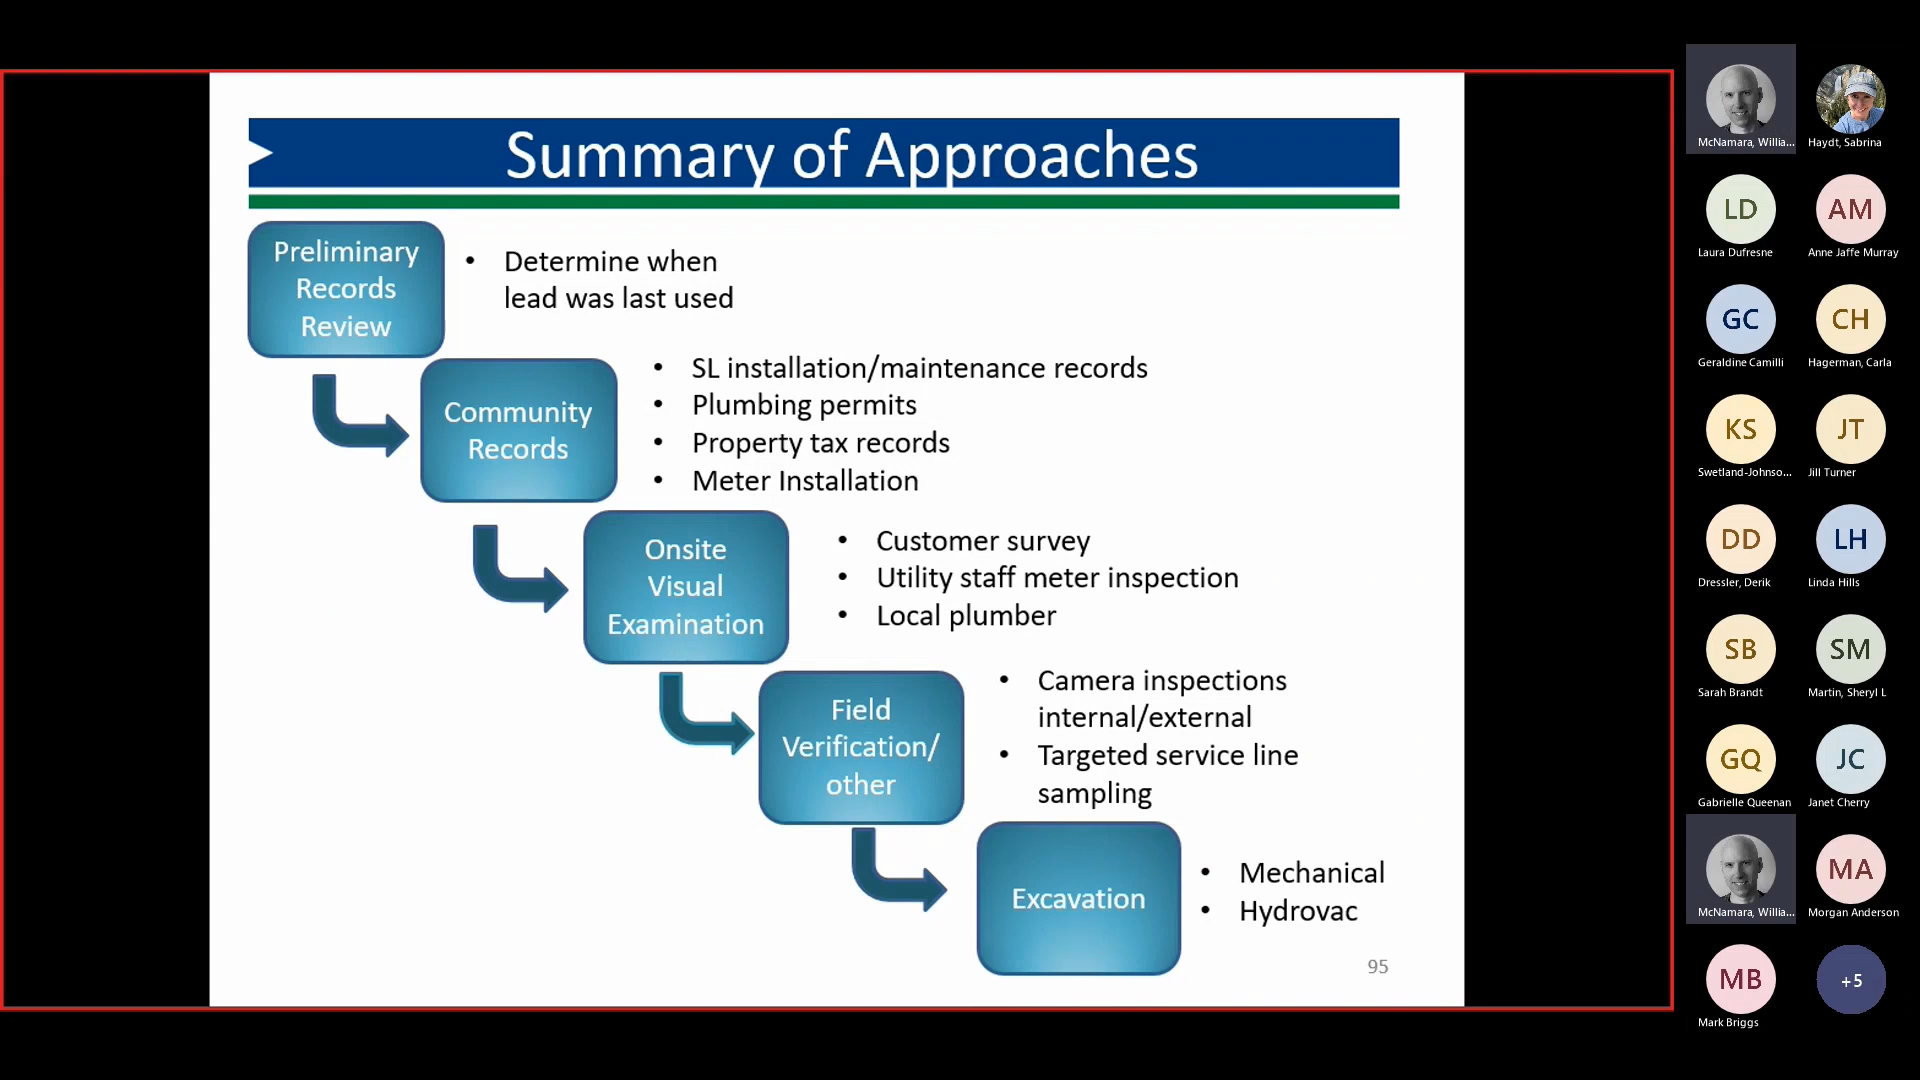 Summary of Approaches
Preliminary
Records
Review
• Determine when
lead was last used
Community
Records
• SL installation/maintenance records
• Plumbing permits
• Property tax records
• Meter Installation
Onsite
Visual
Examination
• Customer survey
• Utility staff meter inspection
• Local plumber
Field
Verification/
other
• Camera inspections
internal/external
• Targeted service line
sampling
Excavation
• Mechanical
• Hydrovac
95
McNamara, Willia...
Haydt, Sabrina
LD
Laura Dufresne
AM
Anne Jaffe Murray
GC
Geraldine Camilli
CH
Hagerman, Carla
KS
Swetland-Johnso...
JT
Jill Turner
DD
Dressler, Derik
LH
Linda Hills
SB
Sarah Brandt
SM
Martin, Sheryl L
GQ
Gabrielle Queenan
JC
Janet Cherry
McNamara, Willia...
MA
Morgan Anderson
MB
Mark Briggs
+5